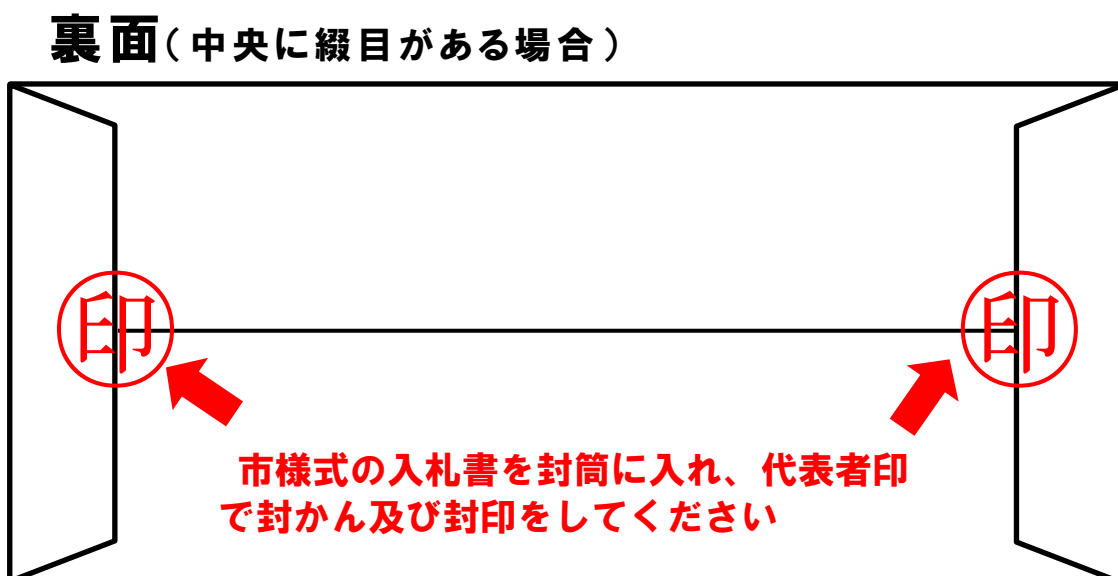 裏面(中央に綴目がある場合)
印
印
市様式の入札書を封筒に入れ、代表者印
で封かん及び封印をしてください